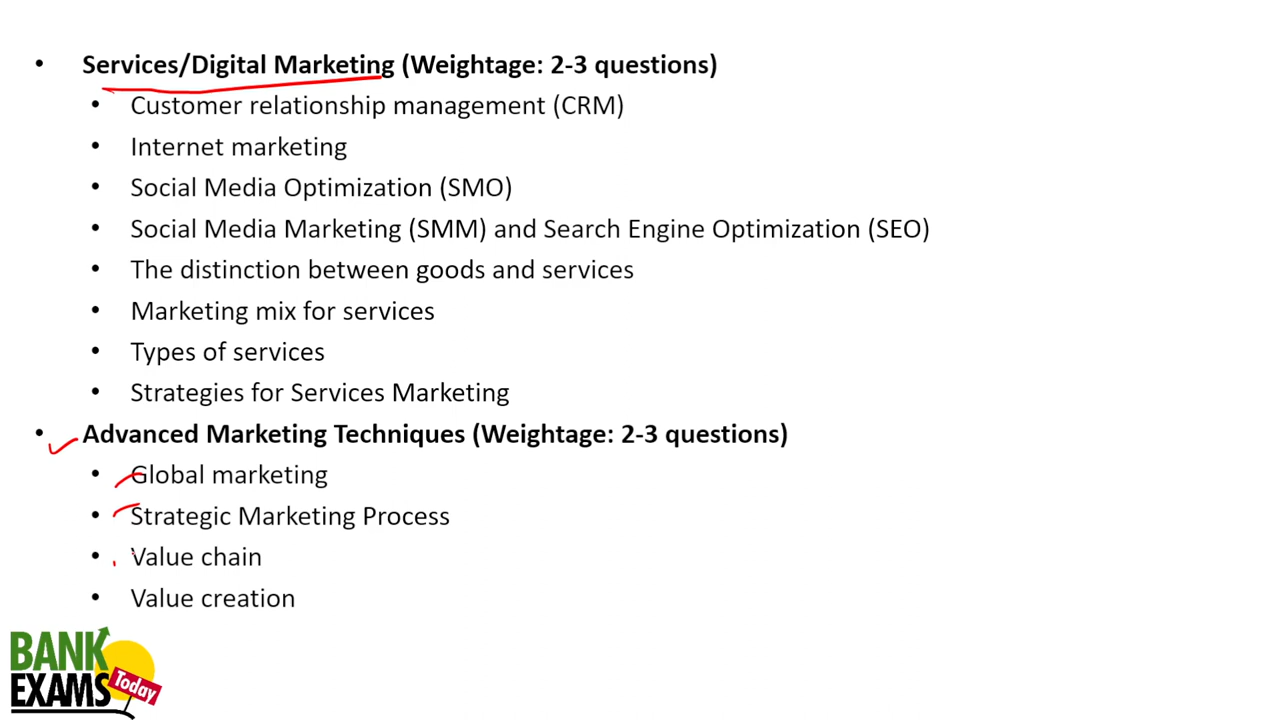 • Services/Digital Marketing (Weightage: 2-3 questions)
• Customer relationship management (CRM)
• Internet marketing
• Social Media Optimization (SMO)
• Social Media Marketing (SMM) and Search Engine Optimization (SEO)
• The distinction between goods and services
• Marketing mix for services
• Types of services
• Strategies for Services Marketing
• Advanced Marketing Techniques (Weightage: 2-3 questions)
• Global marketing
• Strategic Marketing Process
• Value chain
• Value creation
BANK
EXAMS
Today